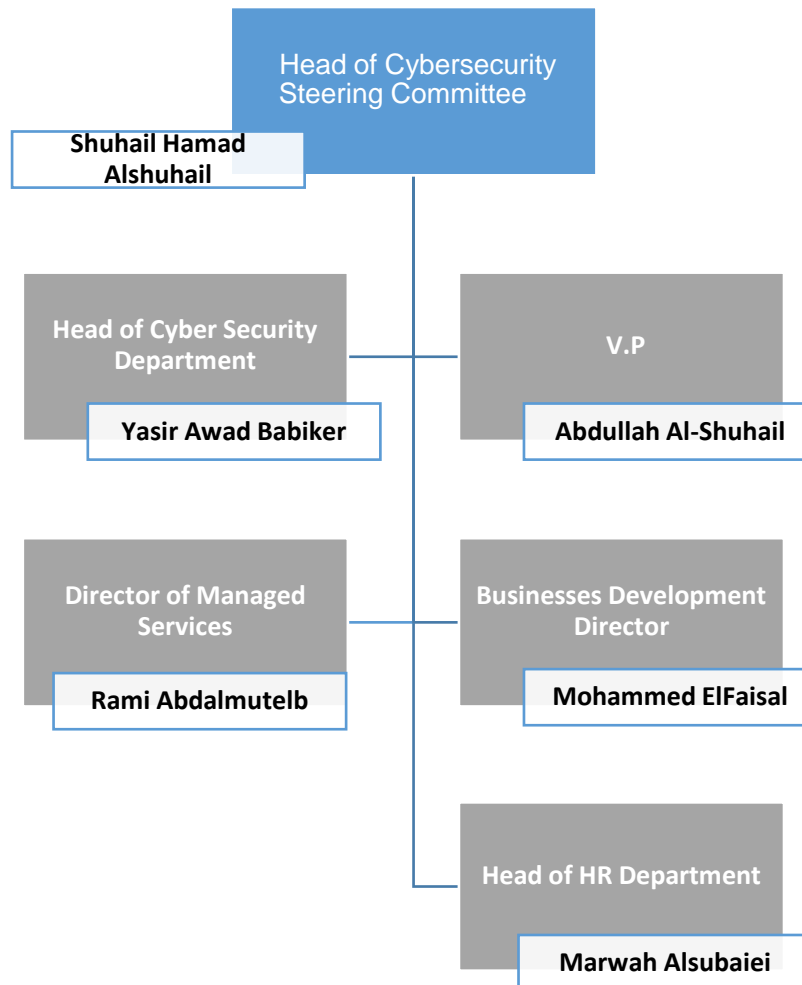 Head of Cybersecurity
Steering Committee
Shuhail Hamad
Alshuhail
Head of Cyber Security
Department
Yasir Awad Babiker
V.P
Abdullah Al-Shuhail
Director of Managed
Services
Rami Abdalmutelb
Businesses Development
Director
Mohammed ElFaisal
Head of HR Department
Marwah Alsubaiei